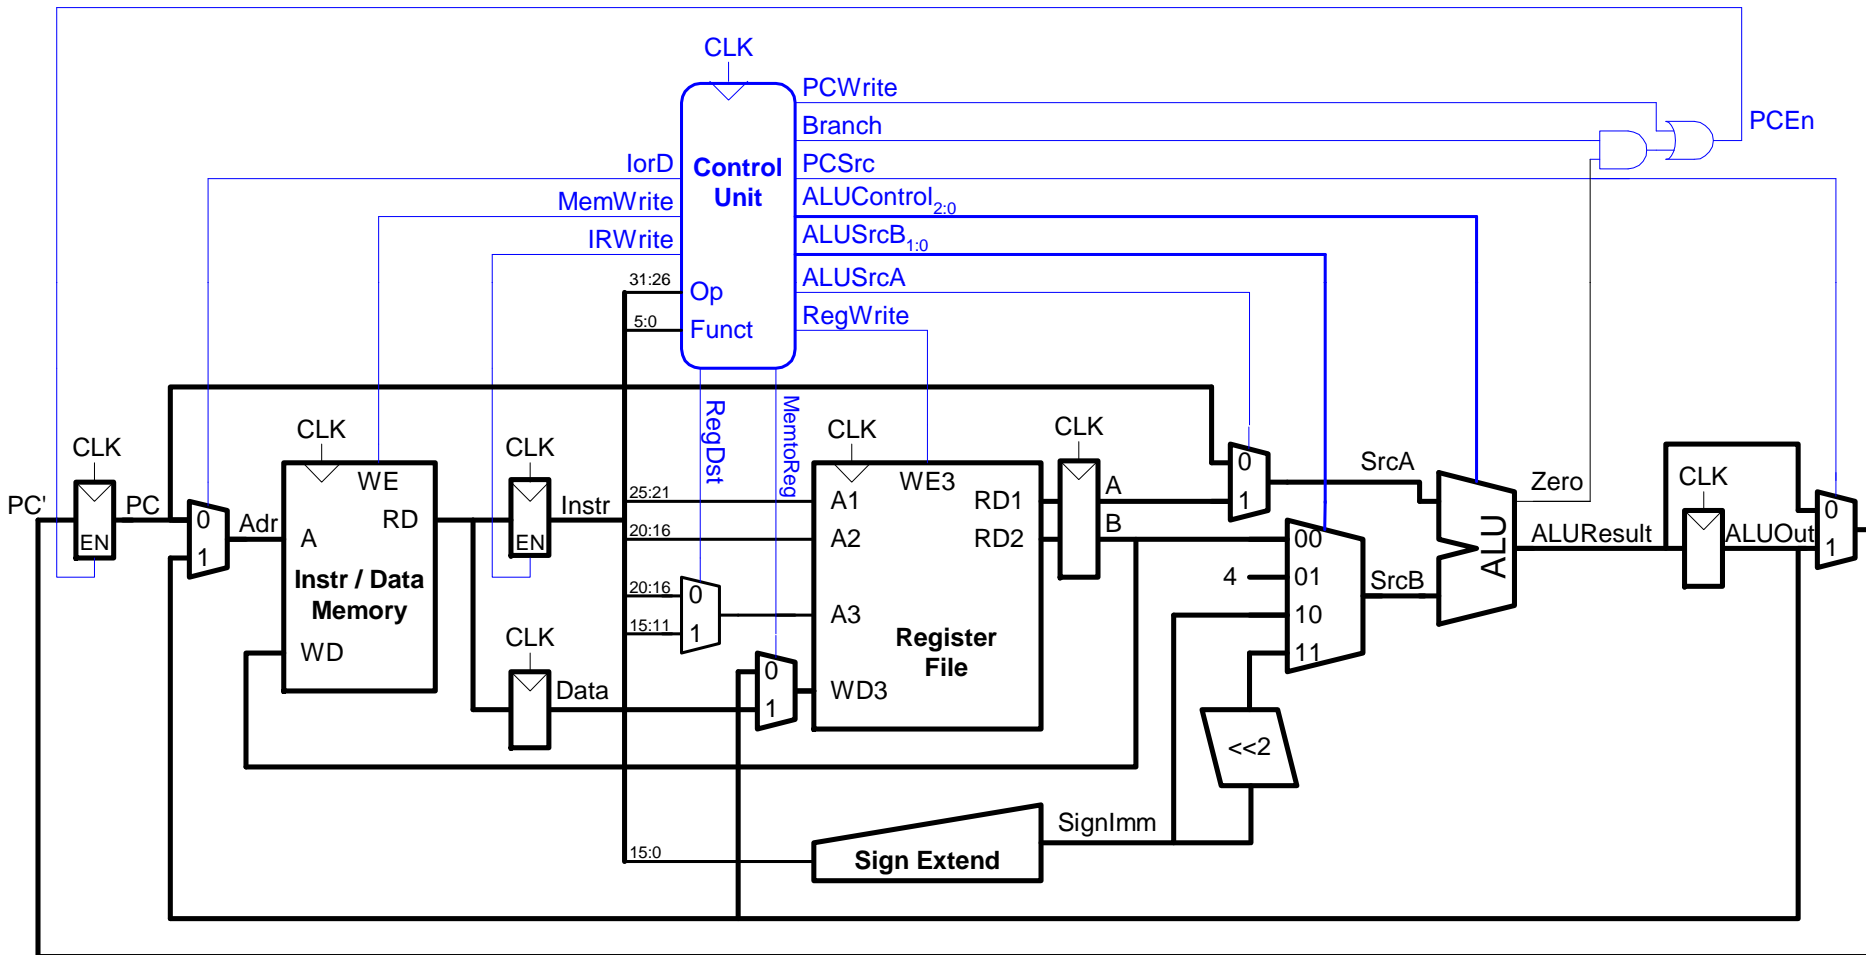 CLK
PCWrite
Branch
PCEn
IorD
Control
Unit
PCSrc
MemWrite
ALUControl2:0
IRWrite
ALUSrcB1:0
31:26
Op
ALUSrcA
5:0
Funct
RegWrite
RegDst
MemtoReg
CLK
CLK
CLK
CLK
CLK
SrcA
Zero
CLK
PC'
EN
PC
0
1
Adr
WE
A
RD
Instr / Data
Memory
WD
EN
Instr
25:21
A1
WE3
RD1
A
0
1
20:16
A2
RD2
B
00
4
01
10
11
SrcB
ALU
ALUResult
ALUOut
0
1
20:16
0
15:11
1
A3
Register
File
CLK
Data
0
1
WD3
<<2
SignImm
15:0
Sign Extend